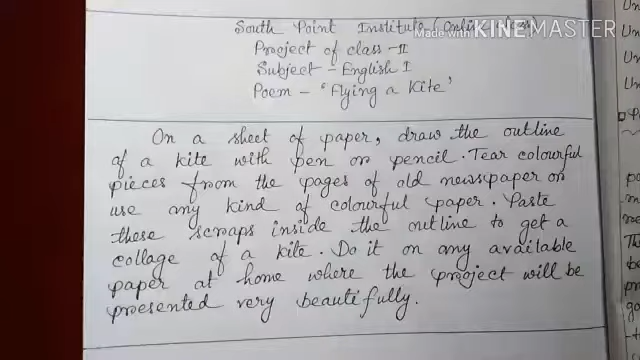 South Point Institute (Online class)
Made with KINEMASTER
Project of class - II
Subject - English I
Poem - 'Flying a Kite'
On a sheet of paper, draw the outline
of a kite with pen or pencil. Tear colourful
pieces from the pages of old newspaper or
use any kind of colourful paper. Paste
these scraps inside the outline to get a
collage of a kite. Do it on any available
paper at home where the project will be
presented very beautifully.